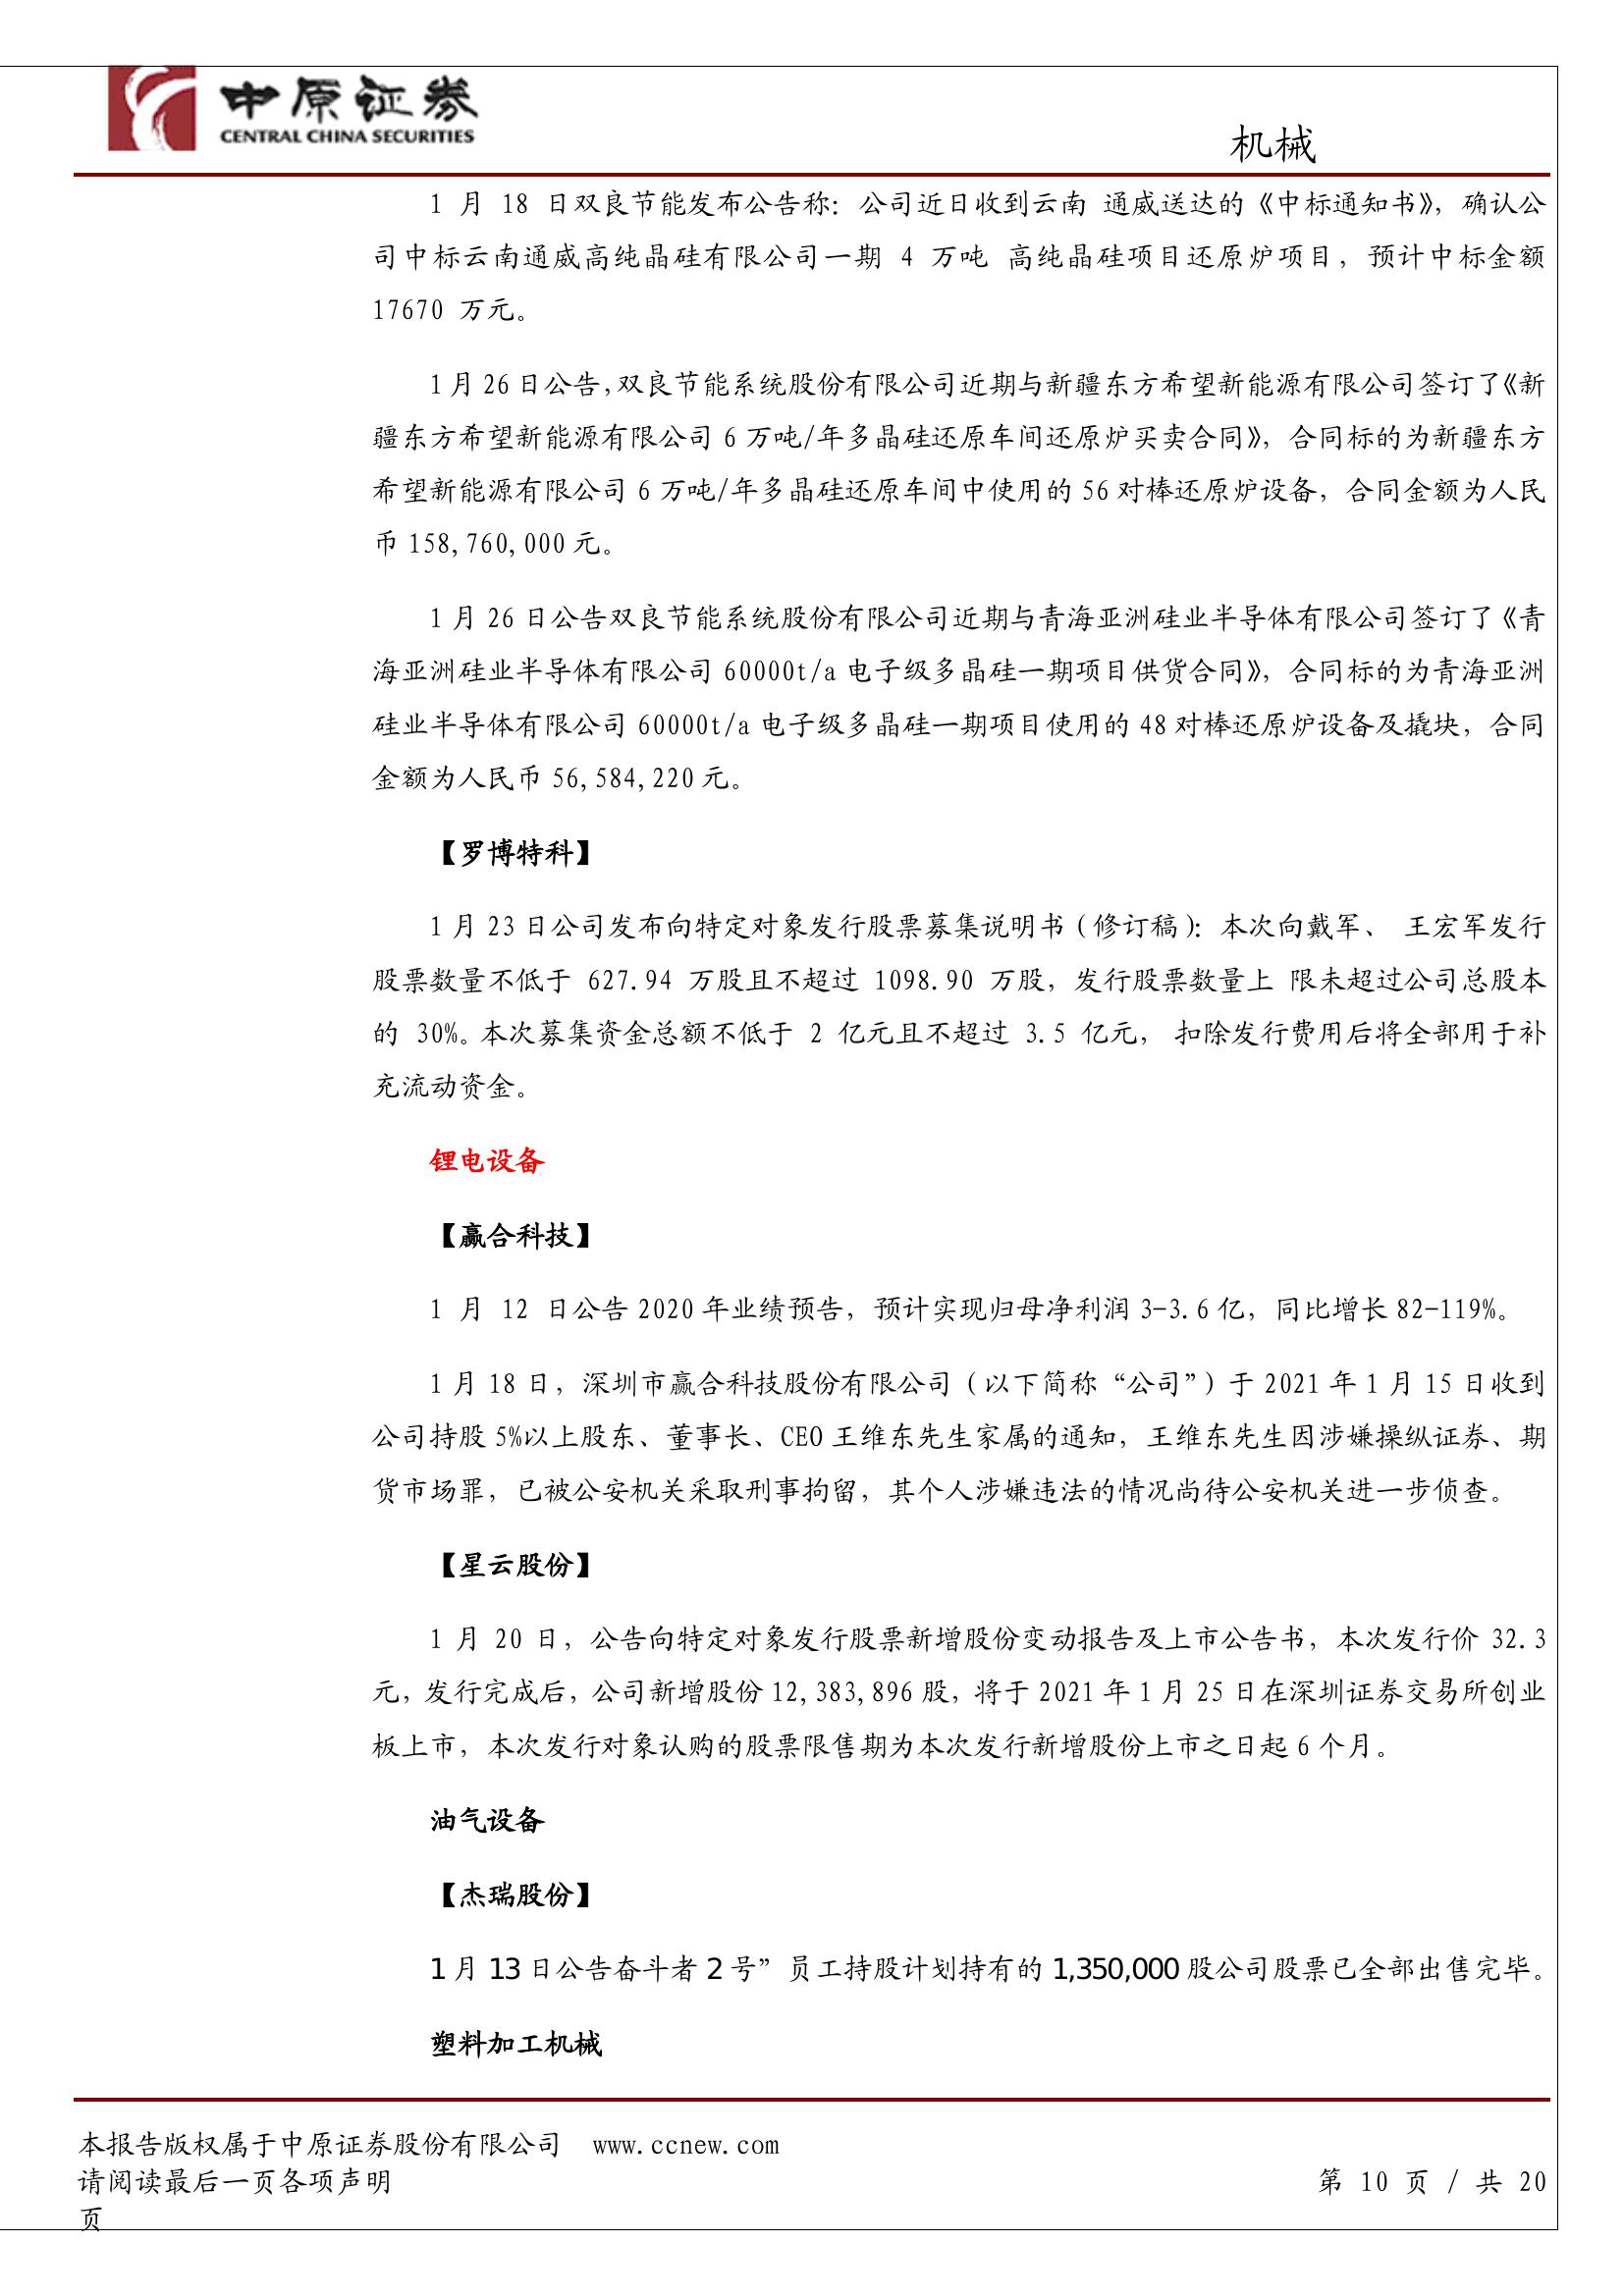 中原证券
CENTRAL CHINA SECURITIES
机械
1 月 18 日双良节能发布公告称：公司近日收到云南 通威送达的《中标通知书》，确认公
司中标云南通威高纯晶硅有限公司一期 4 万吨 高纯晶硅项目还原炉项目，预计中标金额
17670 万元。
1月26日公告，双良节能系统股份有限公司近期与新疆东方希望新能源有限公司签订了《新
疆东方希望新能源有限公司 6 万吨/年多晶硅还原车间还原炉买卖合同》，合同标的为新疆东方
希望新能源有限公司 6 万吨/年多晶硅还原车间中使用的 56 对棒还原炉设备，合同金额为人民
币 158,760,000 元。
1 月 26 日公告双良节能系统股份有限公司近期与青海亚洲硅业半导体有限公司签订了《青
海亚洲硅业半导体有限公司 60000t/a 电子级多晶硅一期项目供货合同》，合同标的为青海亚洲
硅业半导体有限公司 60000t/a 电子级多晶硅一期项目使用的 48 对棒还原炉设备及撬块，合同
金额为人民币 56,584,220 元。
【罗博特科】
1 月 23 日公司发布向特定对象发行股票募集说明书（修订稿）：本次向戴军、 王宏军发行
股票数量不低于 627.94 万股且不超过 1098.90 万股，发行股票数量上 限未超过公司总股本
的 30%。本次募集资金总额不低于 2 亿元且不超过 3.5 亿元， 扣除发行费用后将全部用于补
充流动资金。
锂电设备
【赢合科技】
1 月 12 日公告 2020 年业绩预告，预计实现归母净利润 3-3.6 亿，同比增长 82-119%。
1 月 18 日，深圳市赢合科技股份有限公司（以下简称“公司”）于 2021 年 1 月 15 日收到
公司持股 5%以上股东、董事长、CEO 王维东先生家属的通知，王维东先生因涉嫌操纵证券、期
货市场罪，已被公安机关采取刑事拘留，其个人涉嫌违法的情况尚待公安机关进一步侦查。
【星云股份】
1 月 20 日，公告向特定对象发行股票新增股份变动报告及上市公告书，本次发行价 32.3
元，发行完成后，公司新增股份 12,383,896 股，将于 2021 年 1 月 25 日在深圳证券交易所创业
板上市，本次发行对象认购的股票限售期为本次发行新增股份上市之日起 6 个月。
油气设备
【杰瑞股份】
1 月 13 日公告奋斗者 2 号” 员工持股计划持有的 1,350,000 股公司股票已全部出售完毕。
塑料加工机械
本报告版权属于中原证券股份有限公司 www.ccnew.com
请阅读最后一页各项声明 第 10 页 / 共 20
页